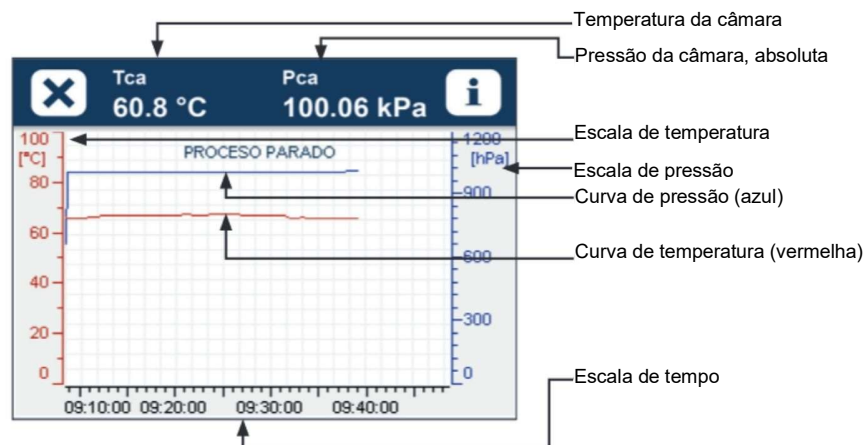 Temperatura da câmara
Pressão da câmara, absoluta
Tca
60.8 °C
Pca
100.06 kPa
i
PROCESO PARADO
100
[°C]
80
60
40
20
0
1200
[hPa]
900
600
300
0
Escala de temperatura
Escala de pressão
Curva de pressão (azul)
Curva de temperatura (vermelha)
Escala de tempo
09:10:00 09:20:00 09:30:00 09:40:00